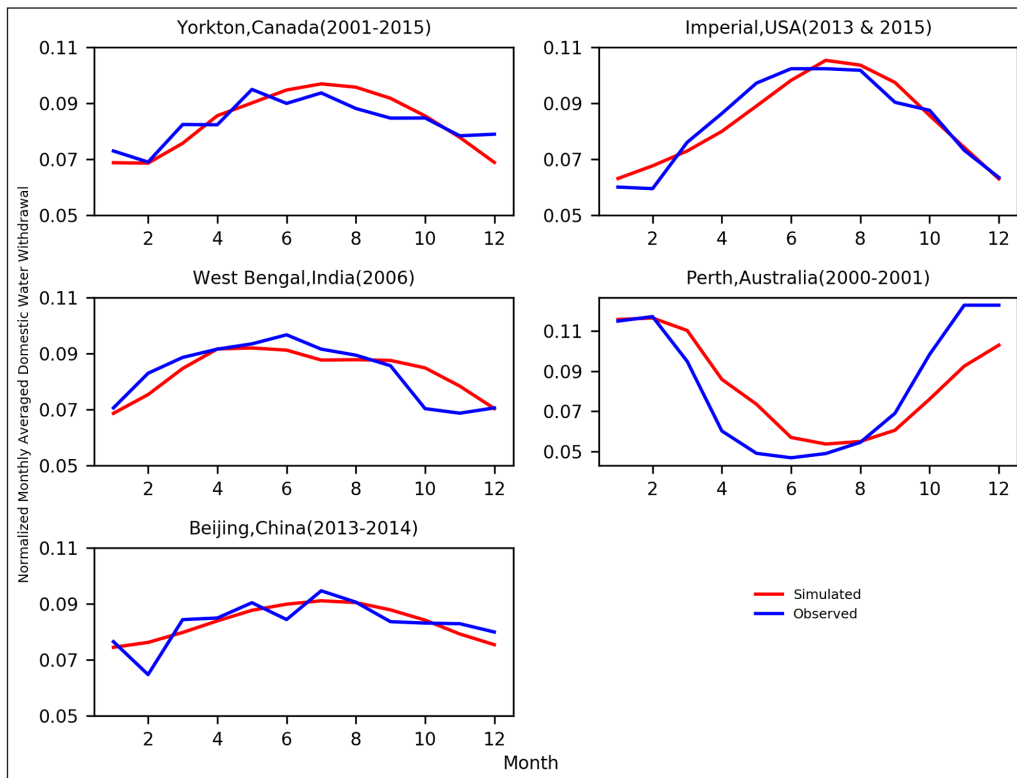 Normalized Monthly Averaged Domestic Water Withdrawal
Yorkton,Canada(2001-2015)
0.11
0.09
0.07
0.05
2 4 6 8 10 12
Imperial,USA(2013 & 2015)
0.11
0.09
0.07
0.05
2 4 6 8 10 12
West Bengal,India(2006)
0.11
0.09
0.07
0.05
2 4 6 8 10 12
Perth,Australia(2000-2001)
0.11
0.09
0.07
0.05
2 4 6 8 10 12
Beijing,China(2013-2014)
0.11
0.09
0.07
0.05
2 4 6 8 10 12
Simulated
Observed
Month